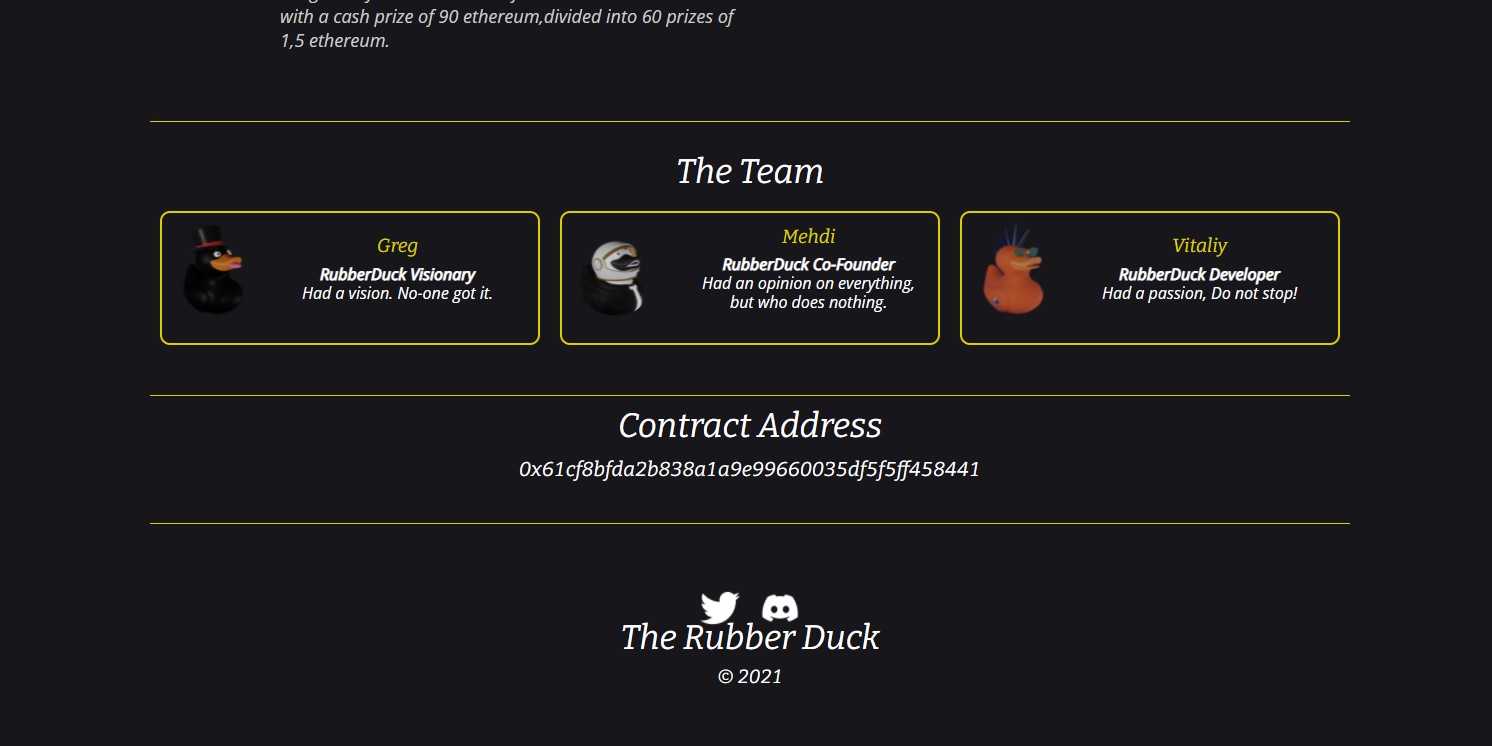 with a cash prize of 90 ethereum,divided into 60 prizes of
1,5 ethereum.
The Team
Greg
RubberDuck Visionary
Had a vision. No-one got it.
Mehdi
RubberDuck Co-Founder
Had an opinion on everything,
but who does nothing.
Vitaliy
RubberDuck Developer
Had a passion, Do not stop!
Contract Address
0x61cf8bfda2b838a1a9e99660035df5f5ff458441
The Rubber Duck
© 2021